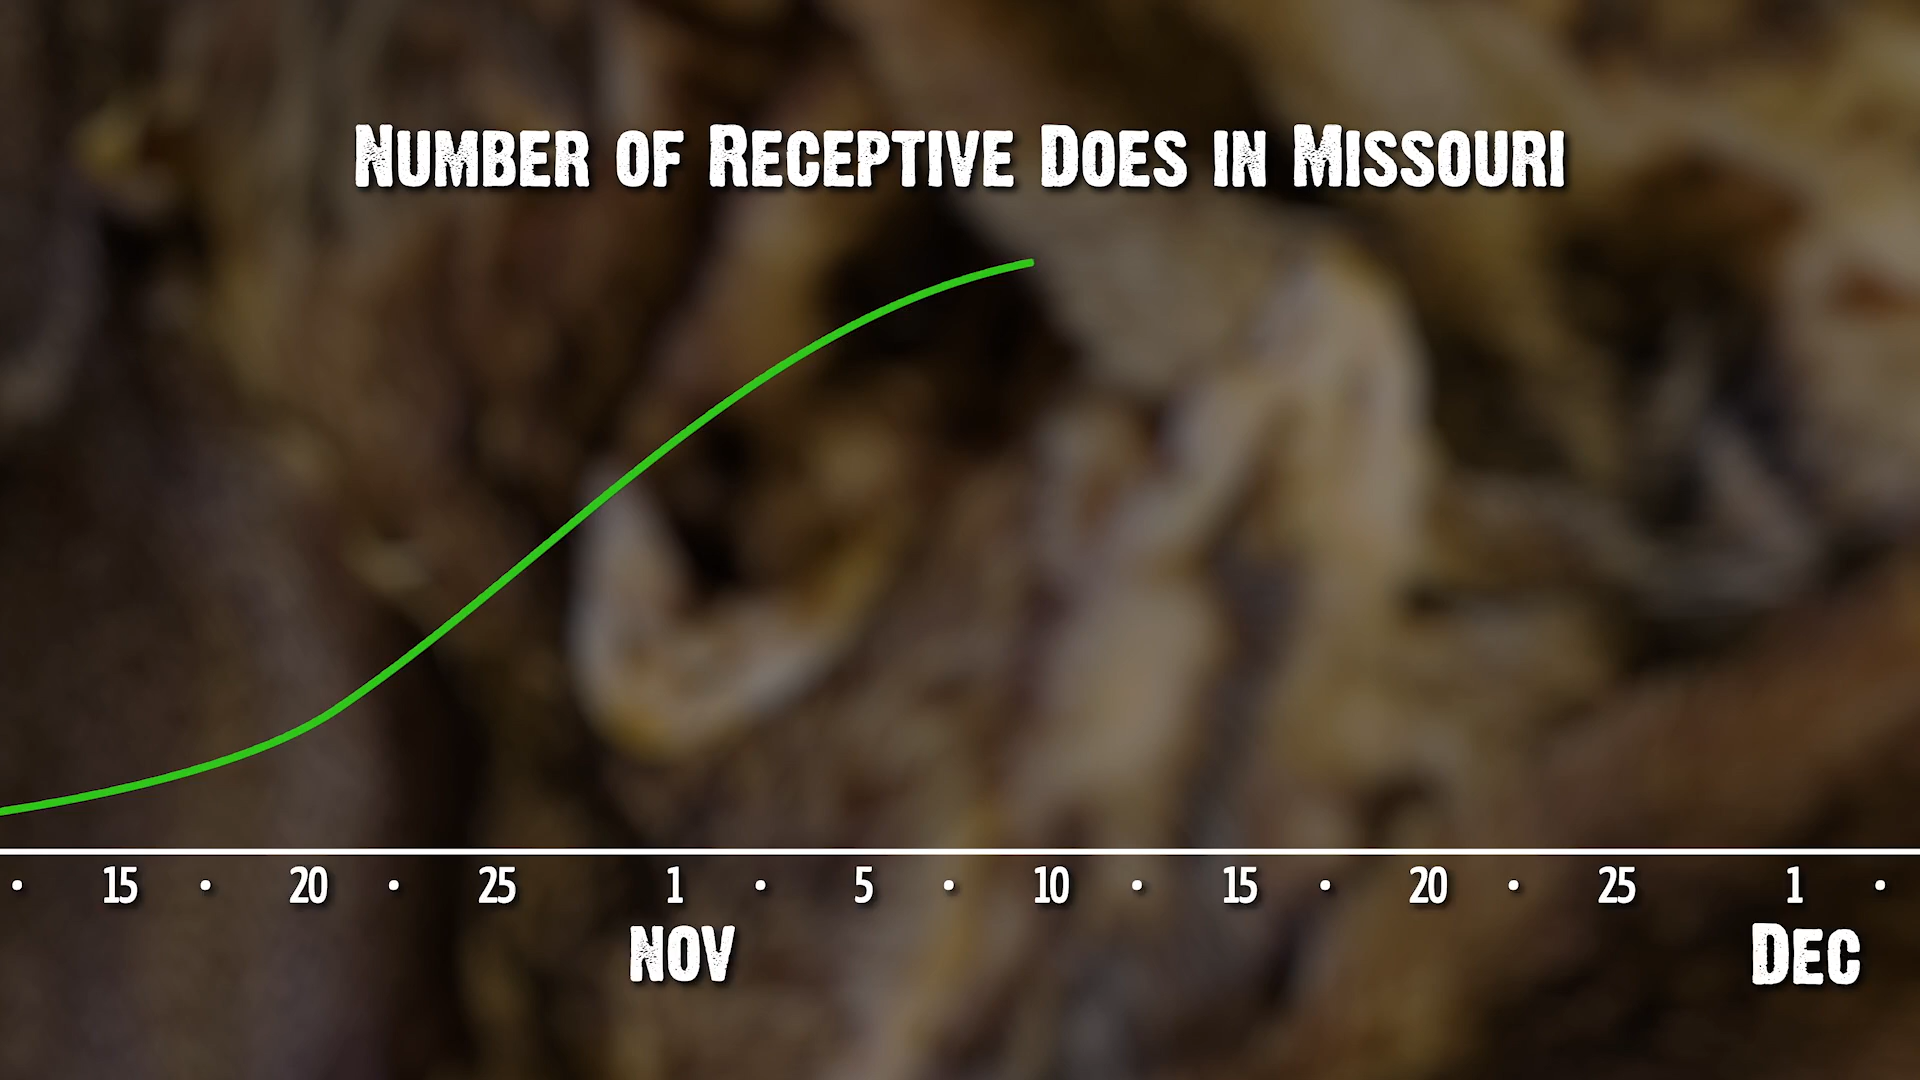 Number of Receptive Does in Missouri
· 15 · 20 · 25 1 · 5 · 10 · 15 · 20 · 25 1 ·
Nov Dec